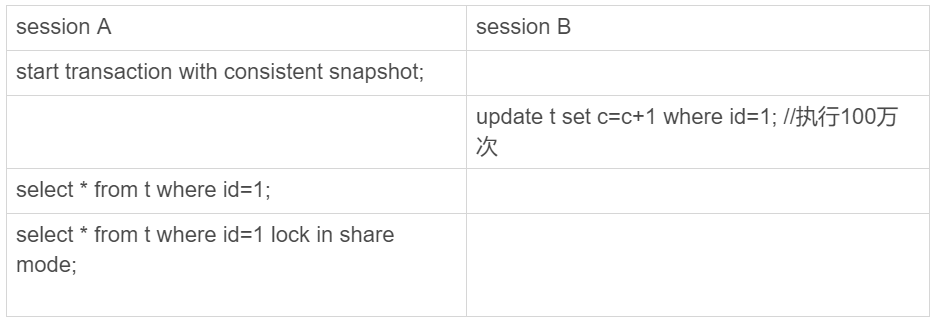 session A
session B
start transaction with consistent snapshot;
update t set c=c+1 where id=1; //执行100万
次
select * from t where id=1;
select * from t where id=1 lock in share
mode;